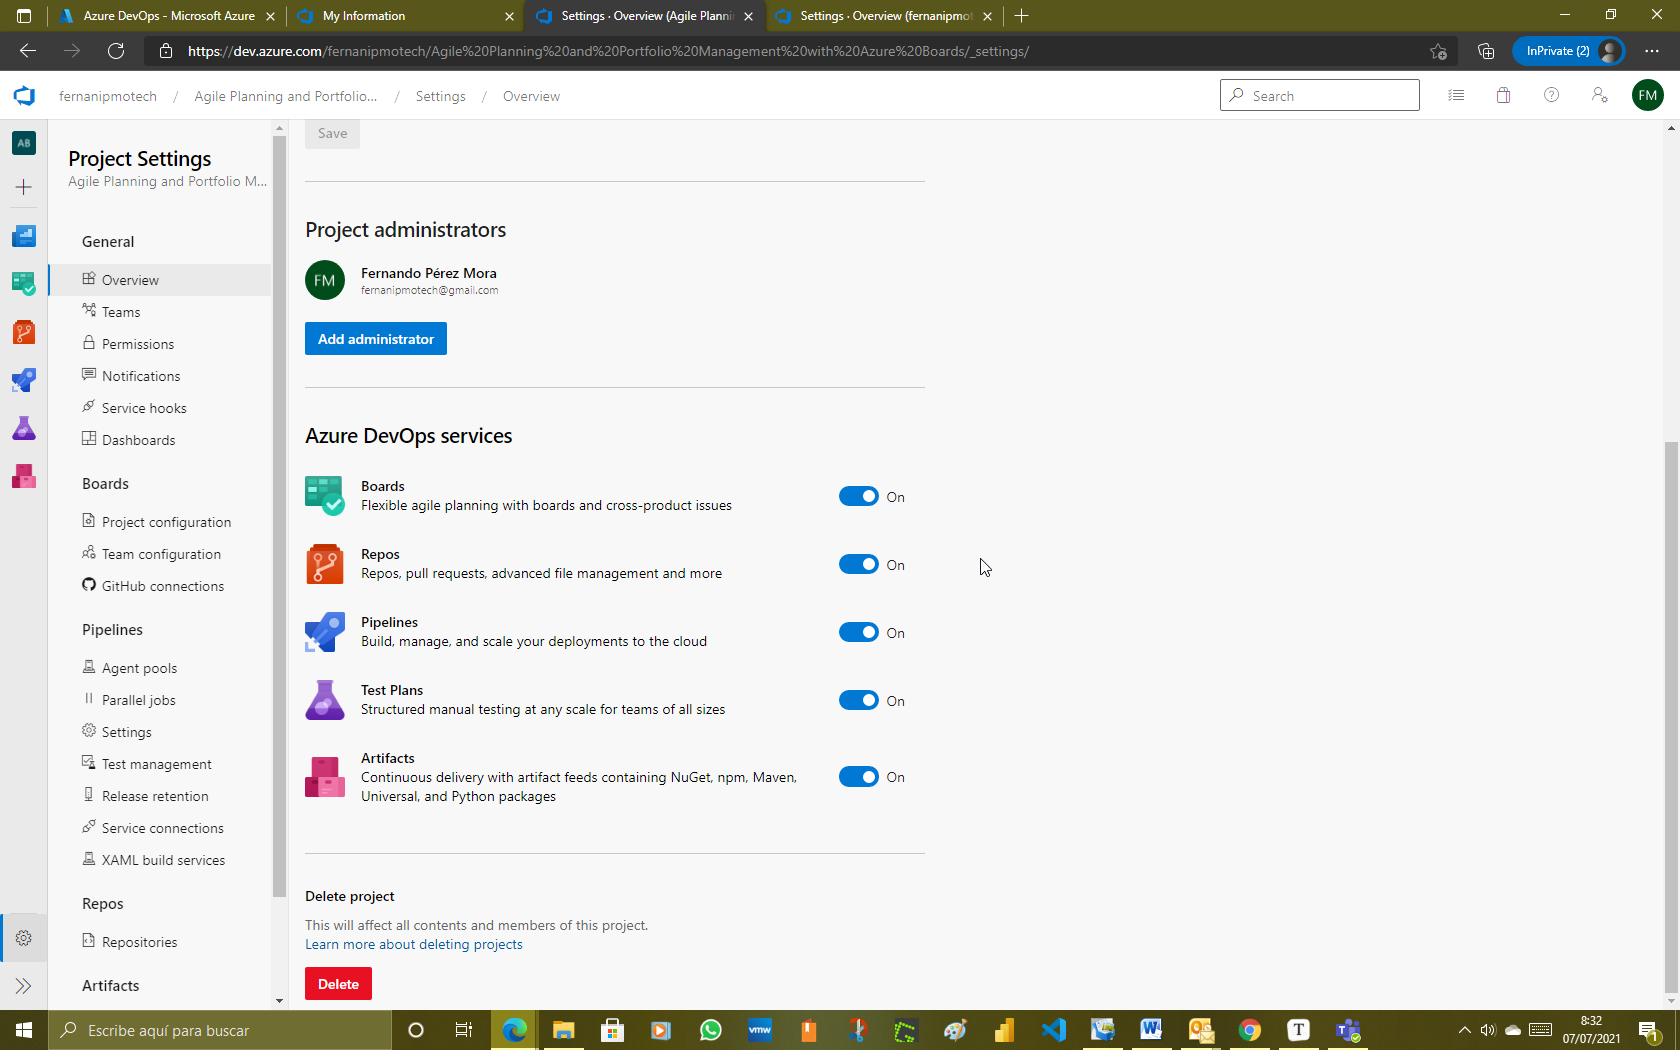 Azure DevOps - Microsoft Azure
My Information
Settings · Overview (Agile Planni
Settings · Overview (fernanipmot
https://dev.azure.com/fernanipmotech/Agile%20Planning%20and%20Portfolio%20Management%20with%20Azure%20Boards/_settings/
InPrivate (2)
fernanipmotech / Agile Planning and Portfolio... / Settings / Overview
Search
FM
AB
Project Settings
Agile Planning and Portfolio M...
General
Overview
Teams
Permissions
Notifications
Service hooks
Dashboards
Boards
Project configuration
Team configuration
GitHub connections
Pipelines
Agent pools
Parallel jobs
Settings
Test management
Release retention
Service connections
XAML build services
Repos
Repositories
Artifacts
Save
Project administrators
FM
Fernando Pérez Mora
fernanipmotech@gmail.com
Add administrator
Azure DevOps services
Boards
Flexible agile planning with boards and cross-product issues
On
Repos
Repos, pull requests, advanced file management and more
On
Pipelines
Build, manage, and scale your deployments to the cloud
On
Test Plans
Structured manual testing at any scale for teams of all sizes
On
Artifacts
Continuous delivery with artifact feeds containing NuGet, npm, Maven,
Universal, and Python packages
On
Delete project
This will affect all contents and members of this project.
Learn more about deleting projects
Delete
Escribe aquí para buscar
vmw
T
8:32
07/07/2021
1